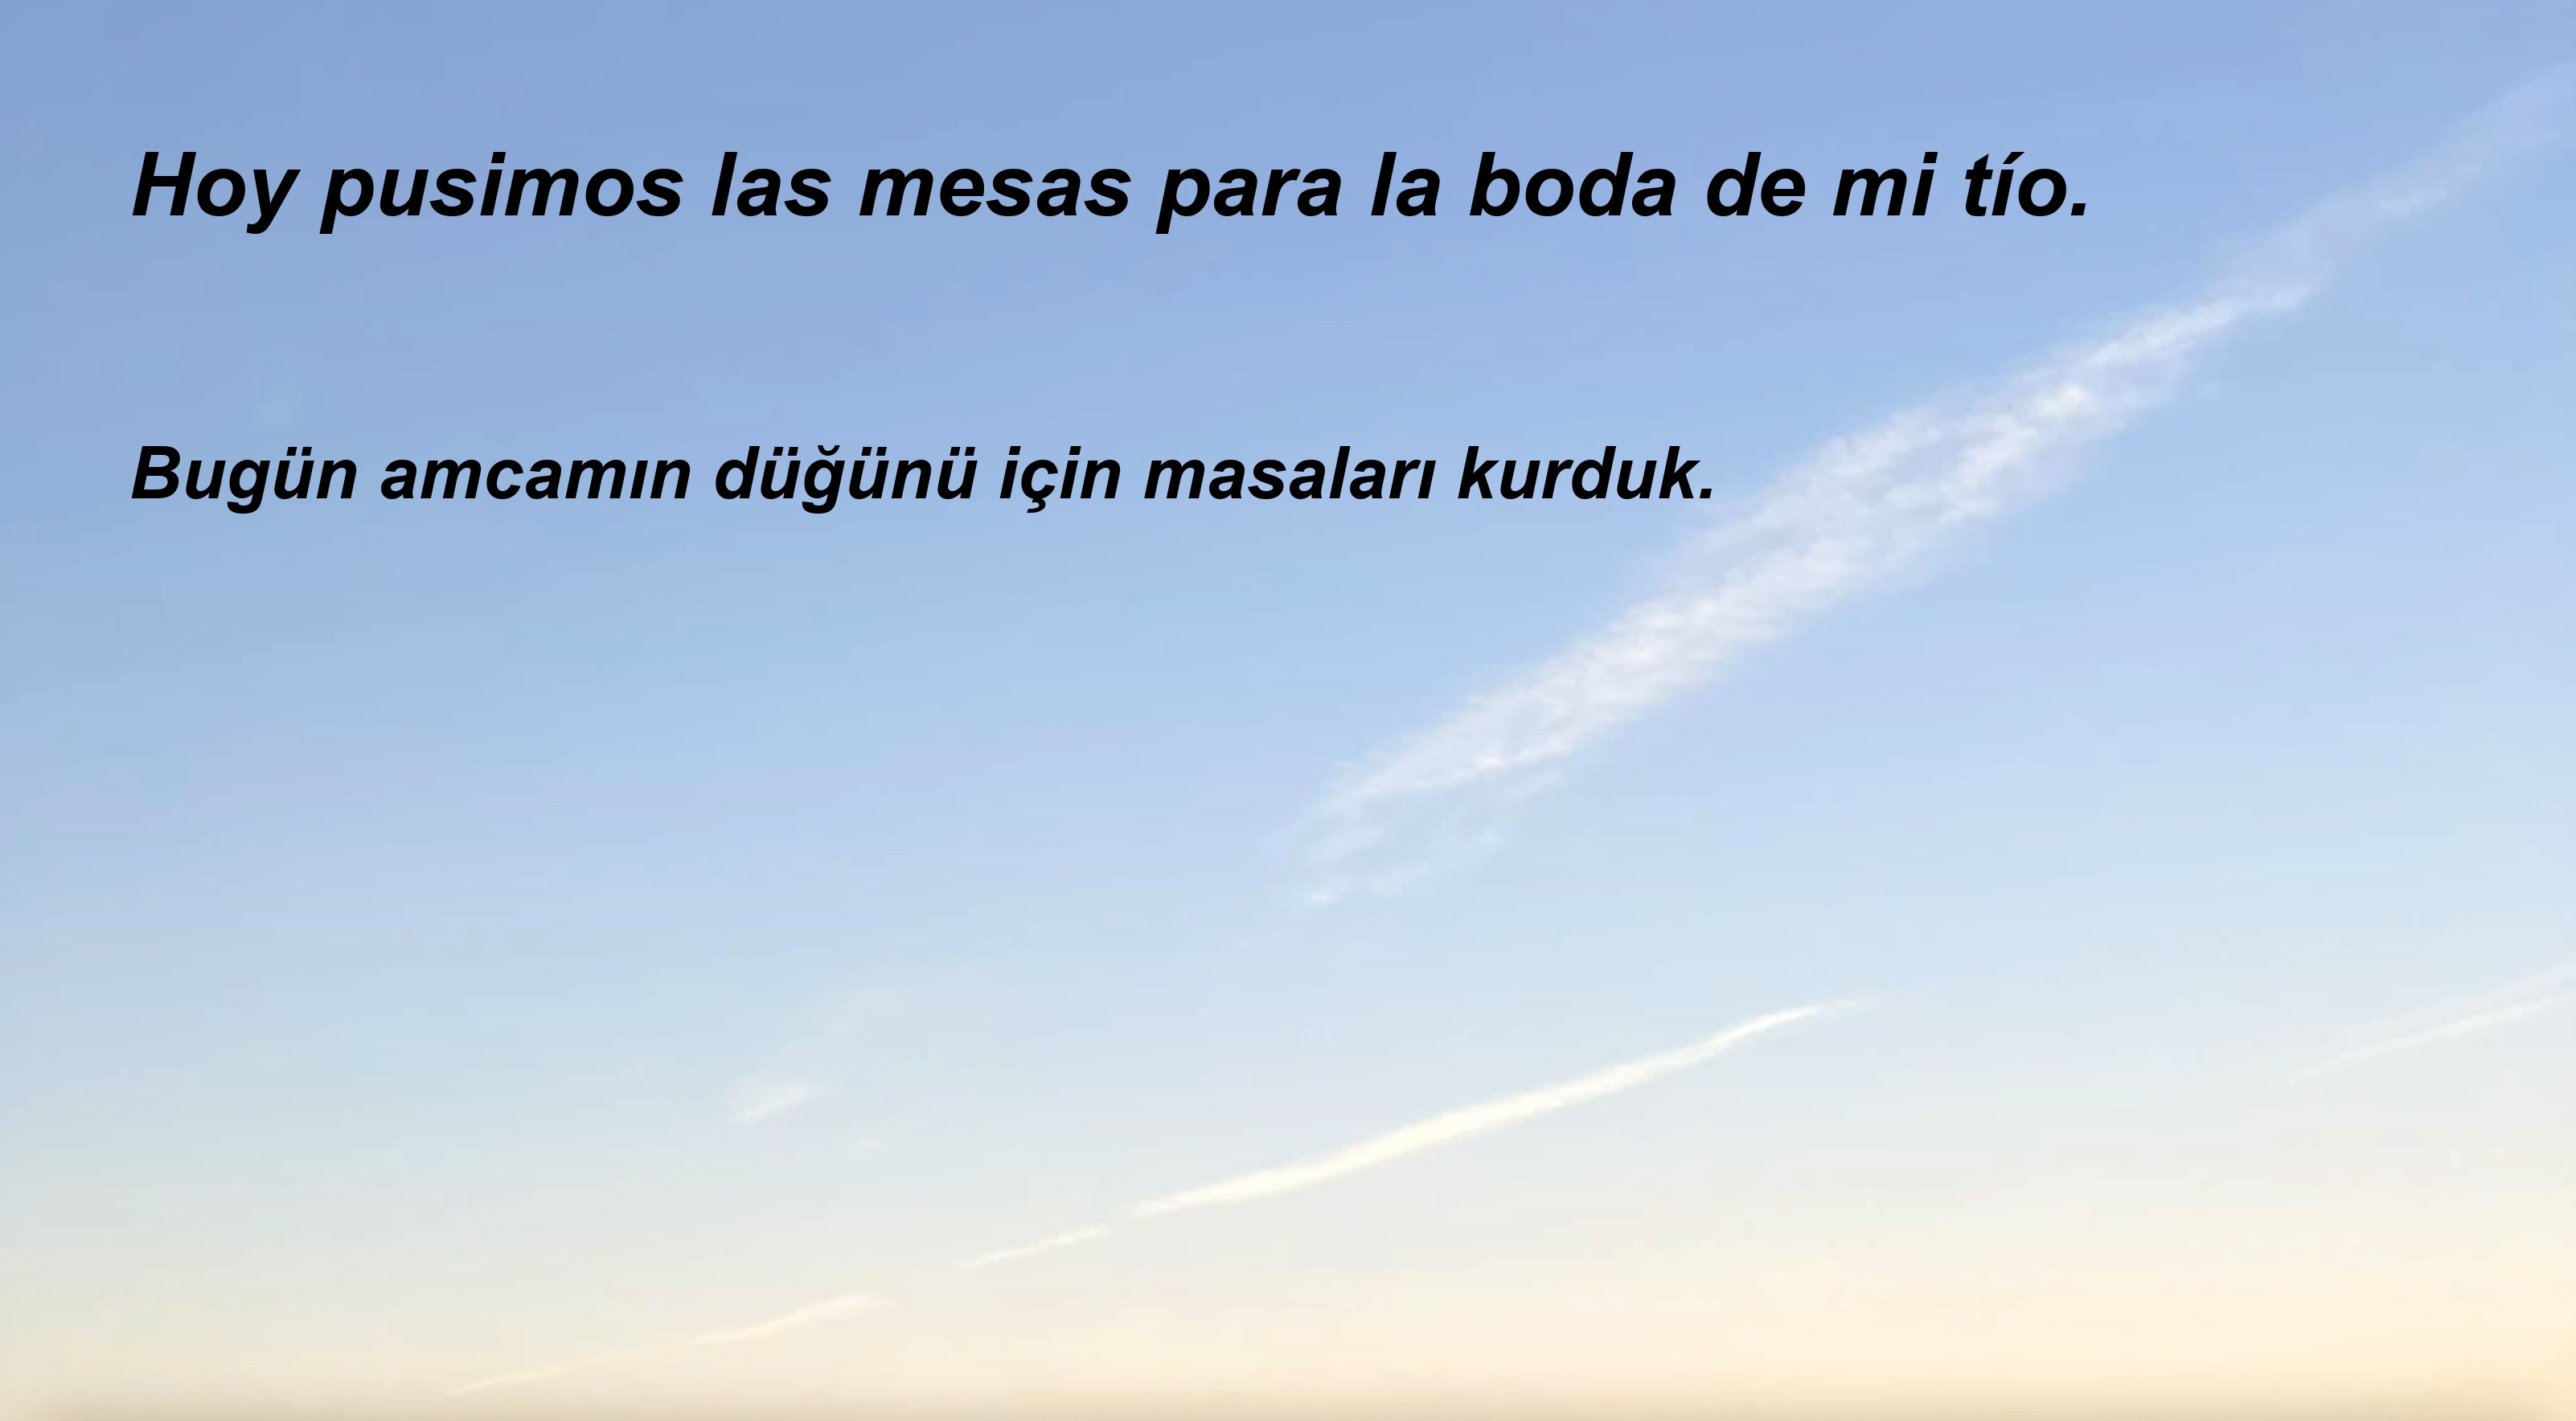 Hoy pusimos las mesas para la boda de mi tío.
Bugün amcamın düğünü için masaları kurduk.